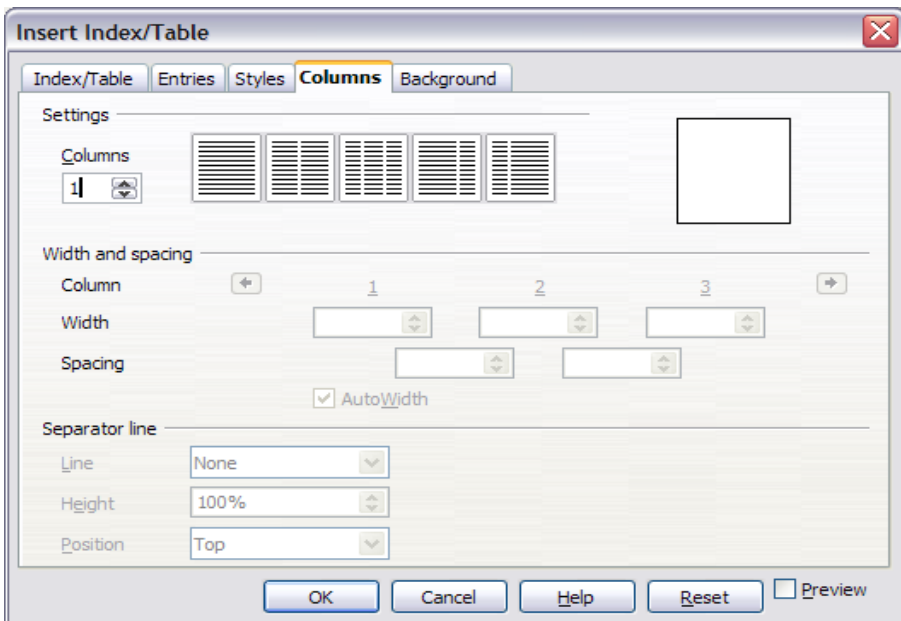 Insert Index/Table
Index/Table Entries Styles Columns Background
Settings
Columns
1
Width and spacing
Column 1 2 3
Width
Spacing
AutoWidth
Separator line
Line None
Height 100%
Position Top
OK Cancel Help Reset Preview